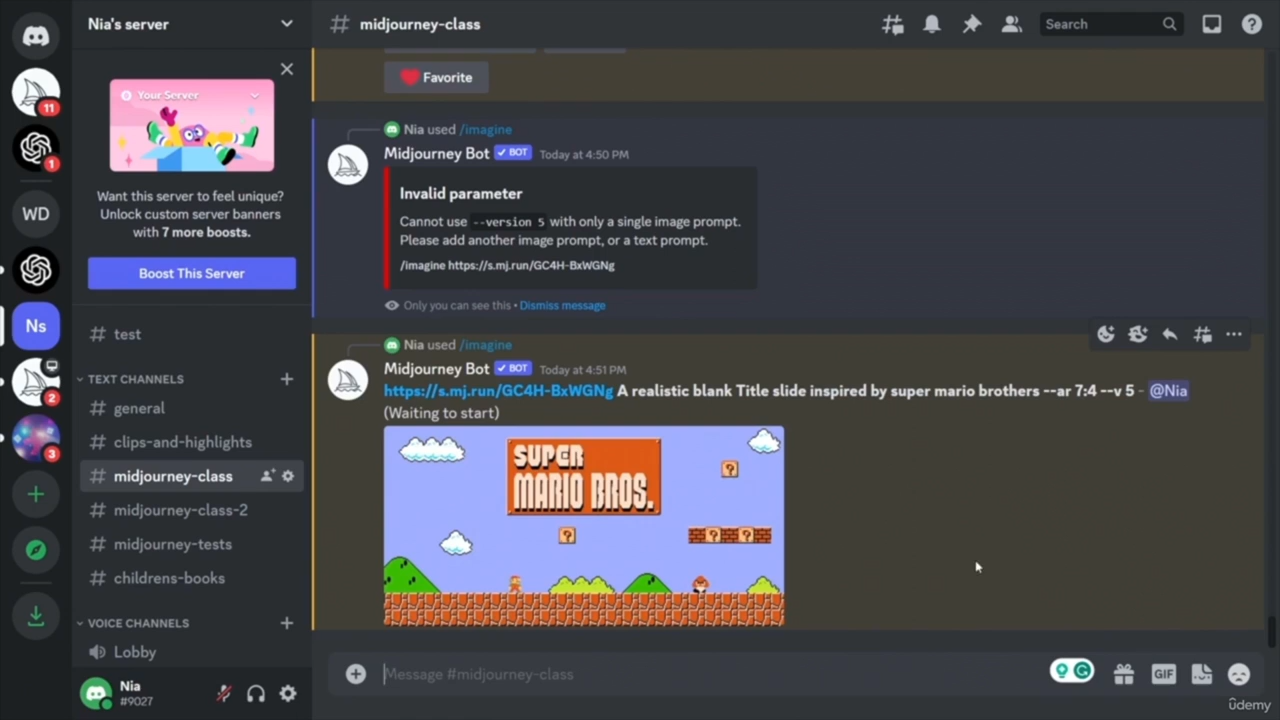 Nia's server
# midjourney-class
Search
11
1
WD
Ns
2
3
Your Server
Want this server to feel unique?
Unlock custom server banners
with 7 more boosts.
Boost This Server
# test
TEXT CHANNELS
# general
# clips-and-highlights
# midjourney-class
# midjourney-class-2
# midjourney-tests
# childrens-books
VOICE CHANNELS
Lobby
Nia
#9027
Favorite
Nia used /imagine
Midjourney Bot ✓ BOT Today at 4:50 PM
Invalid parameter
Cannot use --version 5 with only a single image prompt.
Please add another image prompt, or a text prompt.
/imagine https://s.mj.run/GC4H-BxWGNg
Only you can see this • Dismiss message
Nia used /imagine
Midjourney Bot ✓ BOT Today at 4:51 PM
https://s.mj.run/GC4H-BxWGNg A realistic blank Title slide inspired by super mario brothers --ar 7:4 --v 5 - @Nia
(Waiting to start)
SUPER
MARIO BROS.
?
?
? ?
Message #midjourney-class
GIF
ûdemy